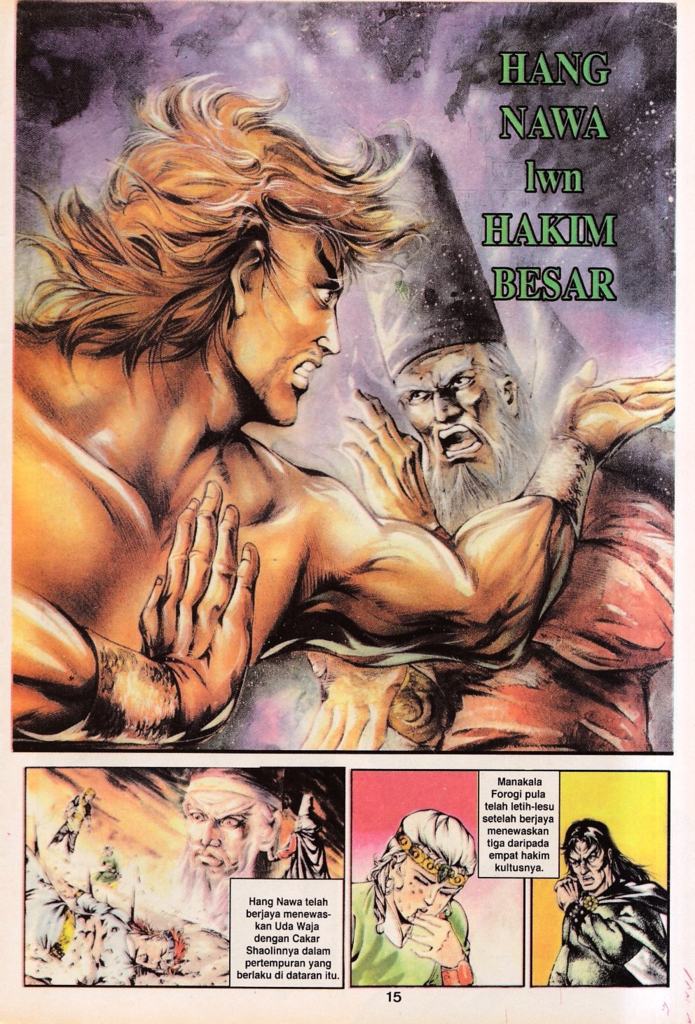 HANG
NAWA
lwn
HAKIM
BESAR
Hang Nawa telah
berjaya menewas-
kan Uda Waja
dengan Cakar
Shaolinnya dalam
pertempuran yang
berlaku di dataran itu.
Manakala
Forogi pula
telah letih-lesu
setelah berjaya
menewaskan
tiga daripada
empat hakim
kultusnya.
15